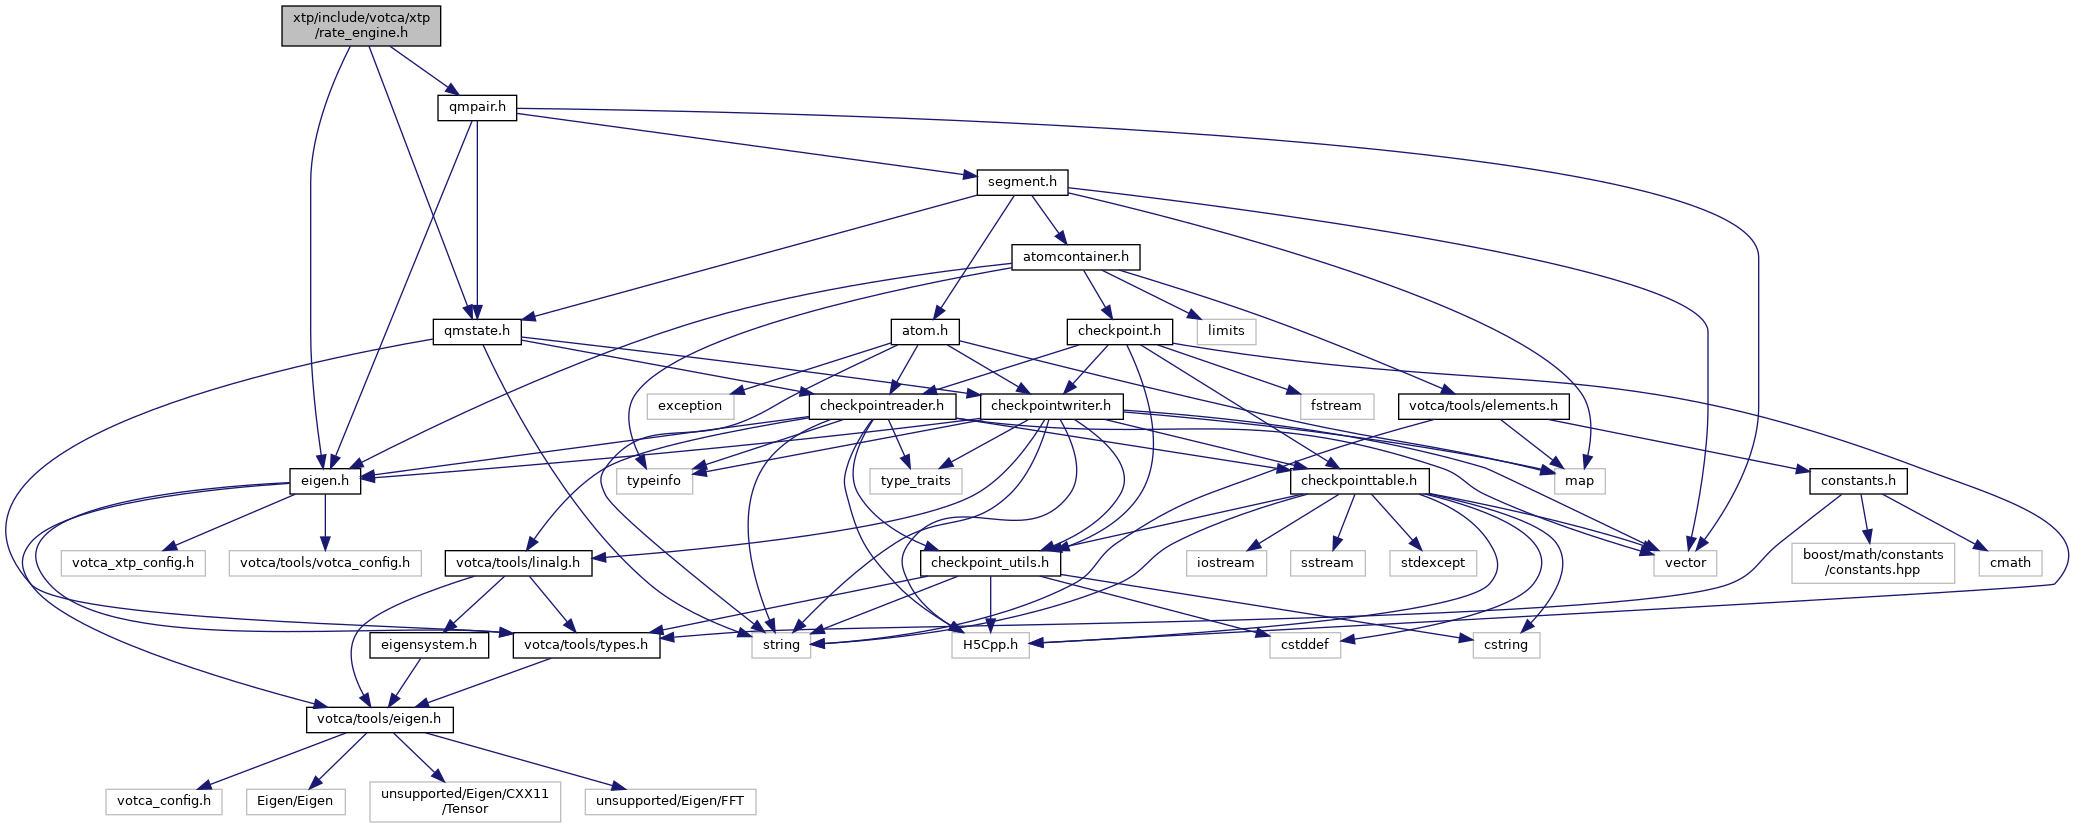 xtp/include/votca/xtp
/rate_engine.h
qmpair.h
segment.h
atomcontainer.h
qmstate.h
atom.h
checkpoint.h
limits
exception
checkpointreader.h
checkpointwriter.h
fstream
votca/tools/elements.h
eigen.h
typeinfo
type_traits
checkpointtable.h
map
constants.h
votca_xtp_config.h
votca/tools/votca_config.h
votca/tools/linalg.h
checkpoint_utils.h
iostream
sstream
stdexcept
vector
boost/math/constants
/constants.hpp
cmath
eigensystem.h
votca/tools/types.h
string
H5Cpp.h
cstddef
cstring
votca/tools/eigen.h
votca_config.h
Eigen/Eigen
unsupported/Eigen/CXX11
/Tensor
unsupported/Eigen/FFT